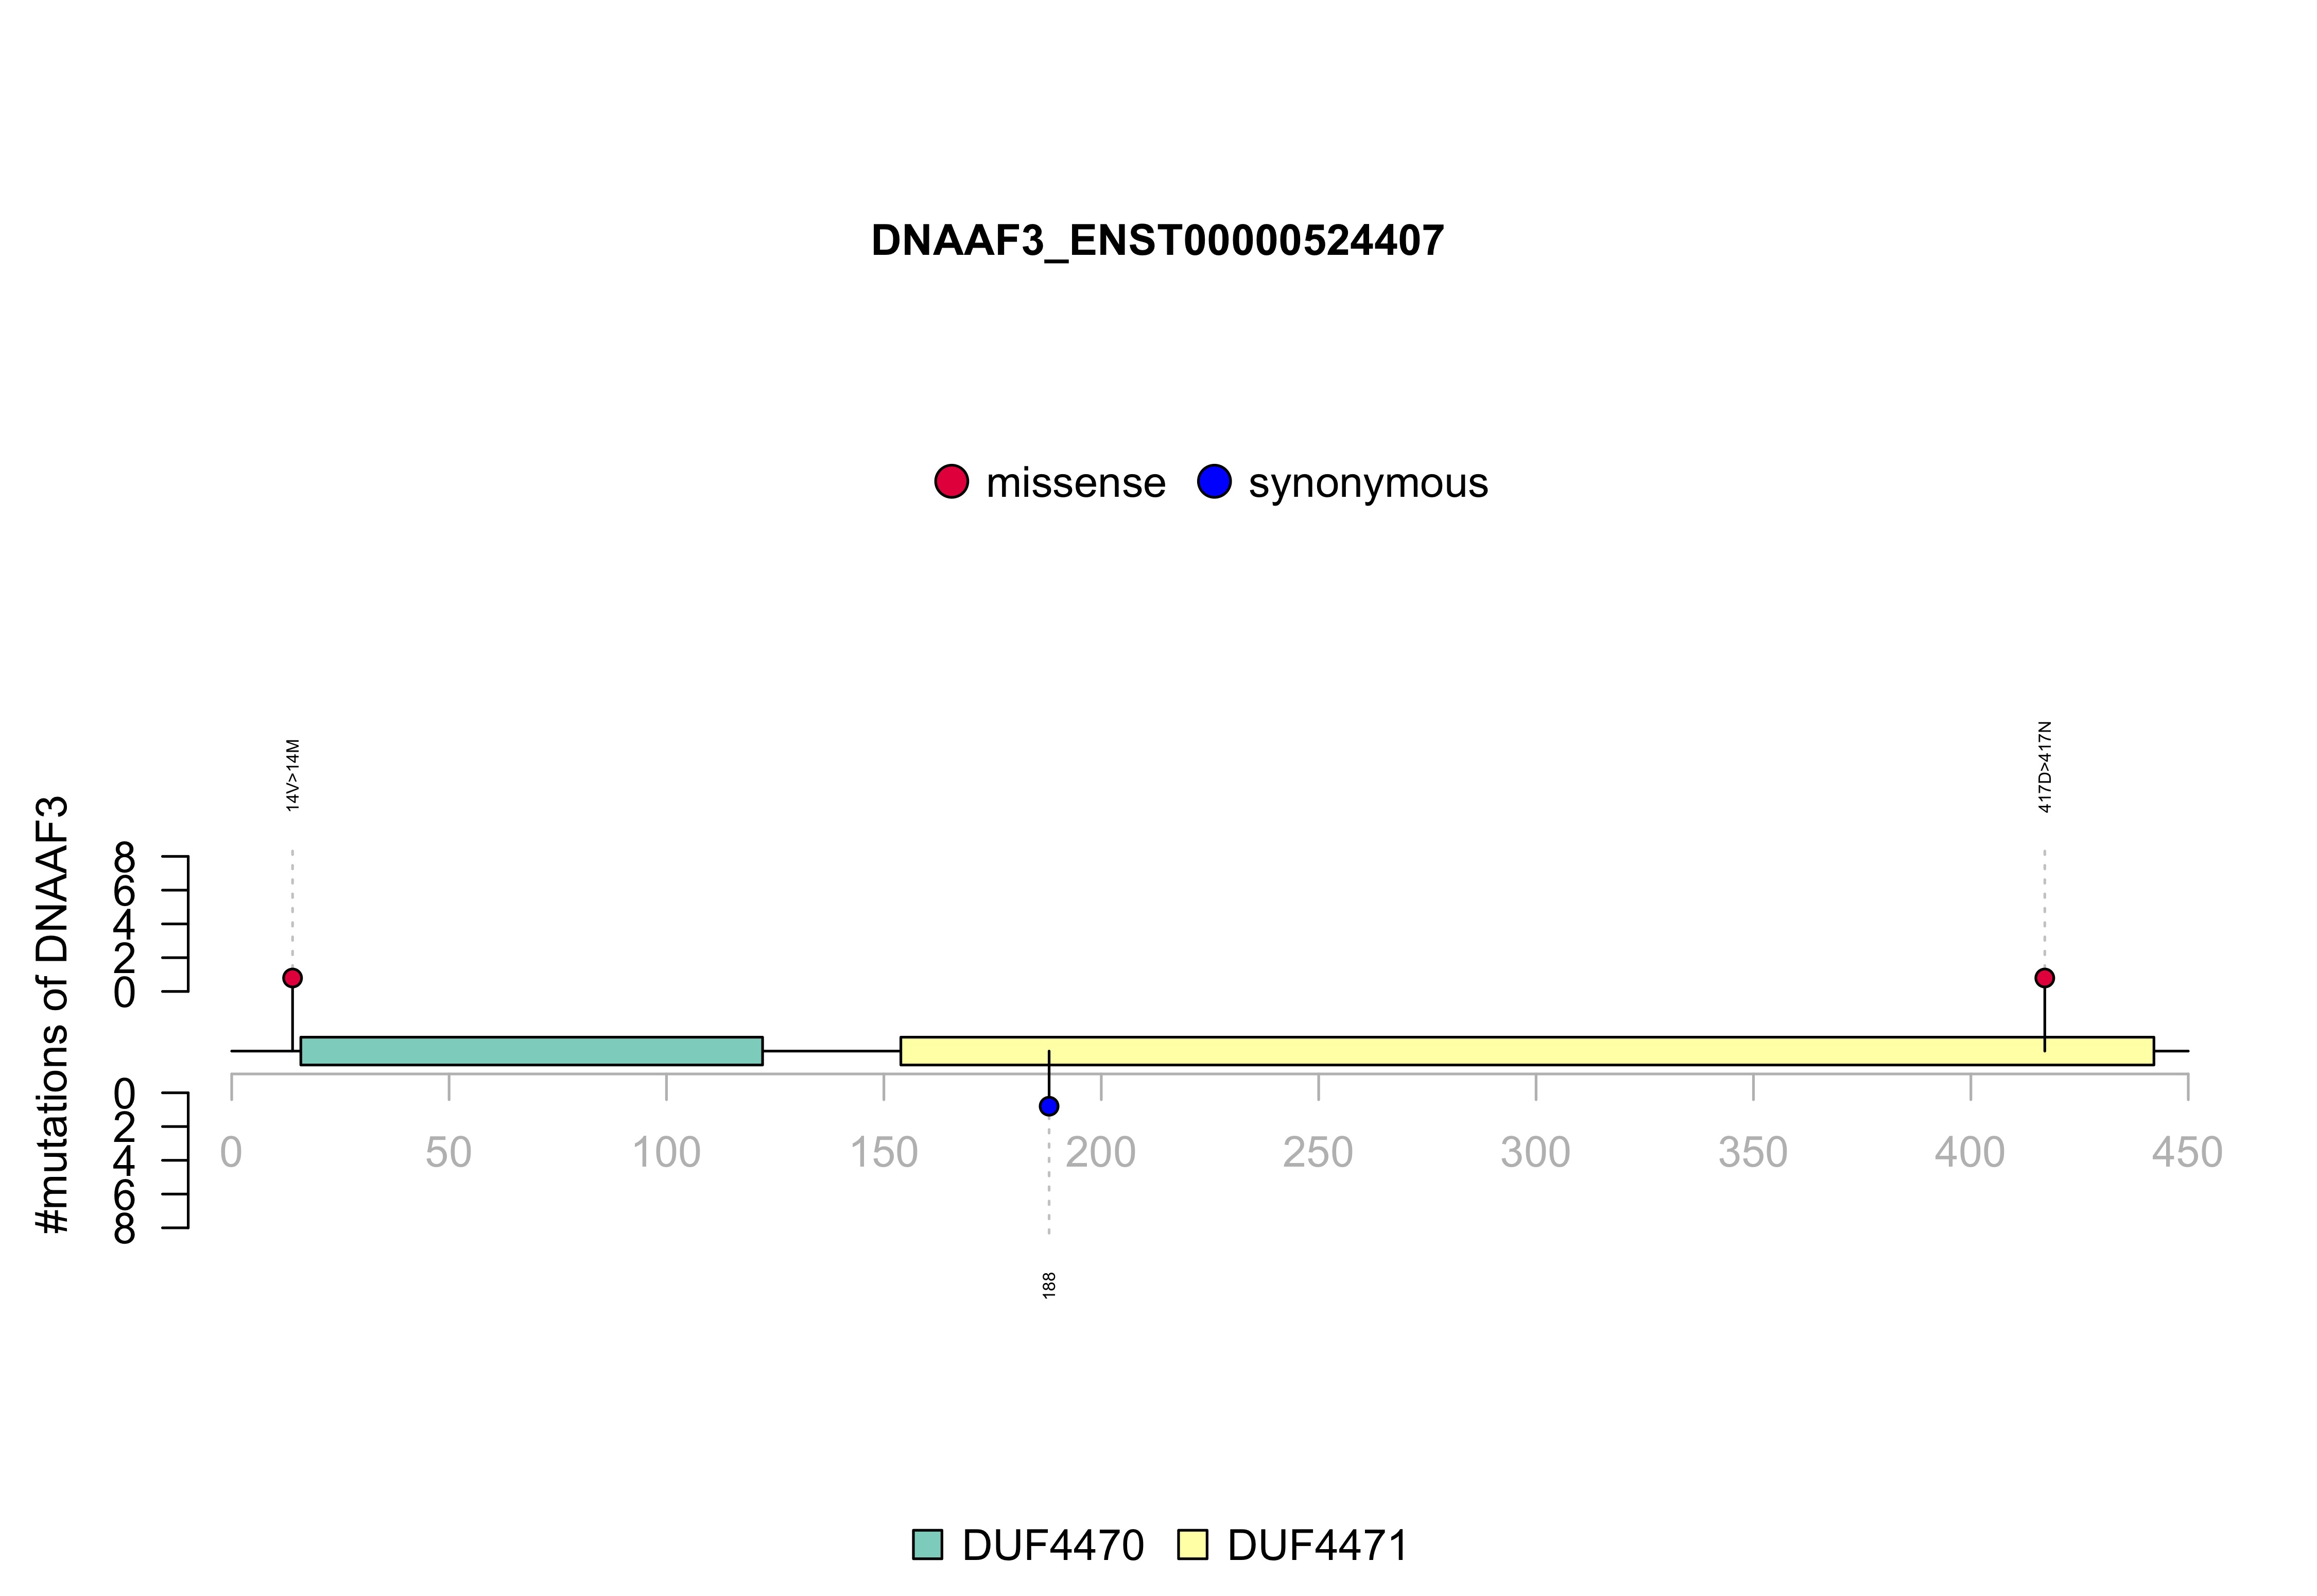 DNAAF3_ENST00000524407
missense synonymous
14V>14M
417D>417N
#mutations of DNAAF3
8
6
4
2
0
0
2
4
6
8
0 50 100 150 200 250 300 350 400 450
188
DUF4470 DUF4471